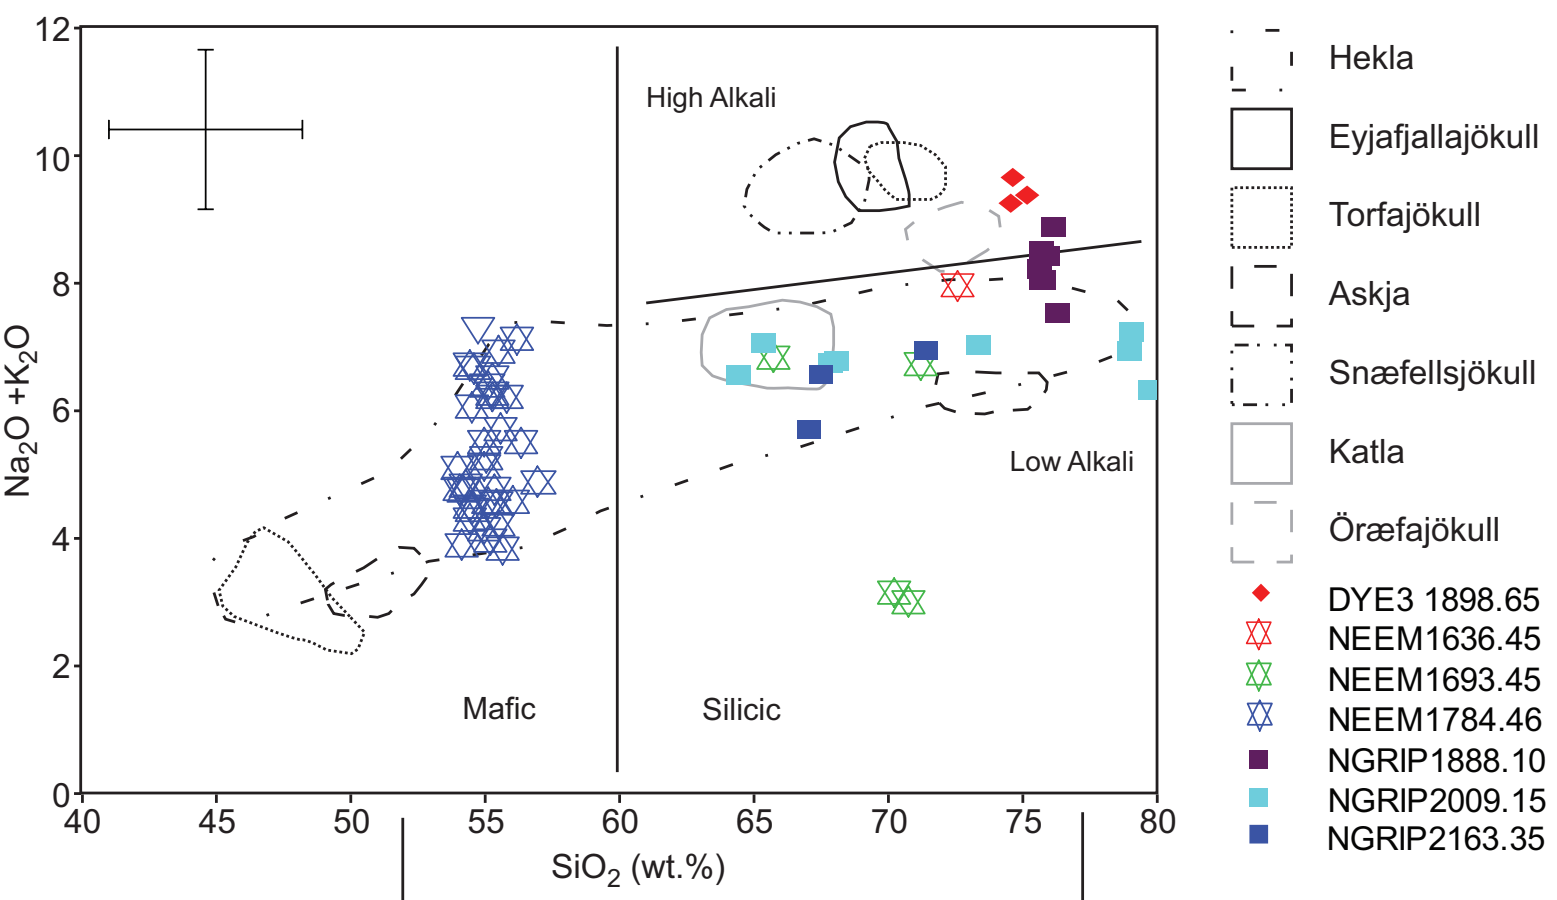 12
10
8
6
4
2
0
Na2O +K2O
40
45
50
55
60
65
70
75
80
SiO2 (wt.%)
High Alkali
Low Alkali
Mafic
Silicic
Hekla
Eyjafjallajökull
Torfajökull
Askja
Snæfellsjökull
Katla
Öræfajökull
DYE3 1898.65
NEEM1636.45
NEEM1693.45
NEEM1784.46
NGRIP1888.10
NGRIP2009.15
NGRIP2163.35